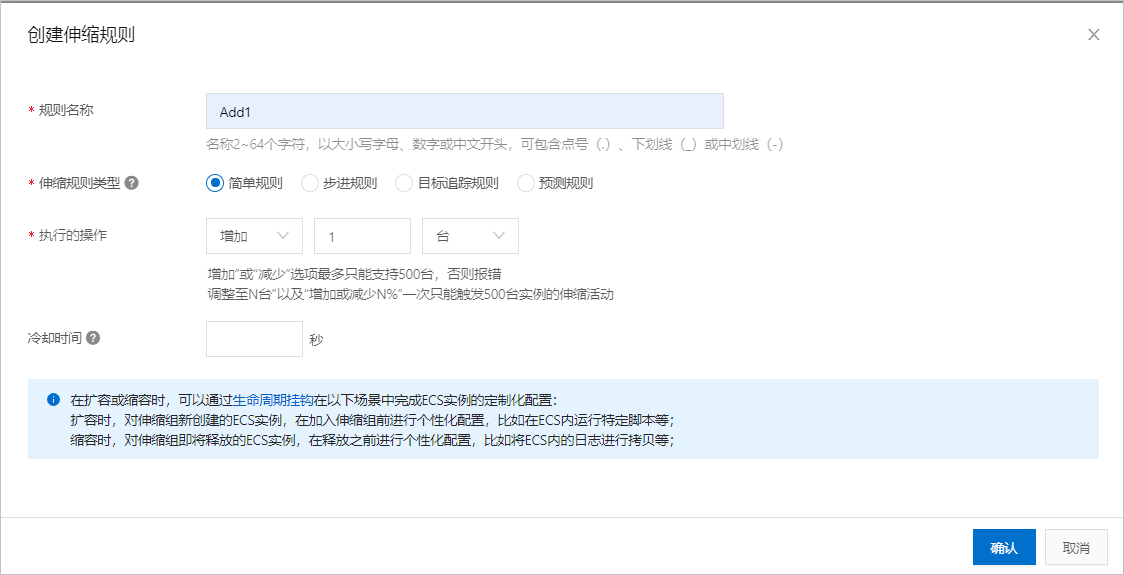 创建伸缩规则
* 规则名称
Add1
名称2~64个字符，以大小写字母、数字或中文开头，可包含点号（.）、下划线（_）或中划线（-）
* 伸缩规则类型 ?
简单规则 步进规则 目标追踪规则 预测规则
* 执行的操作
增加 1 台
增加"或"减少"选项最多只能支持500台，否则报错
调整至N台"以及"增加或减少N%"一次只能触发500台实例的伸缩活动
冷却时间 ?
秒
在扩容或缩容时，可以通过生命周期挂钩在以下场景中完成ECS实例的定制化配置：
扩容时，对伸缩组新创建的ECS实例，在加入伸缩组前进行个性化配置，比如在ECS内运行特定脚本等；
缩容时，对伸缩组即将释放的ECS实例，在释放之前进行个性化配置，比如将ECS内的日志进行拷贝等；
确认 取消